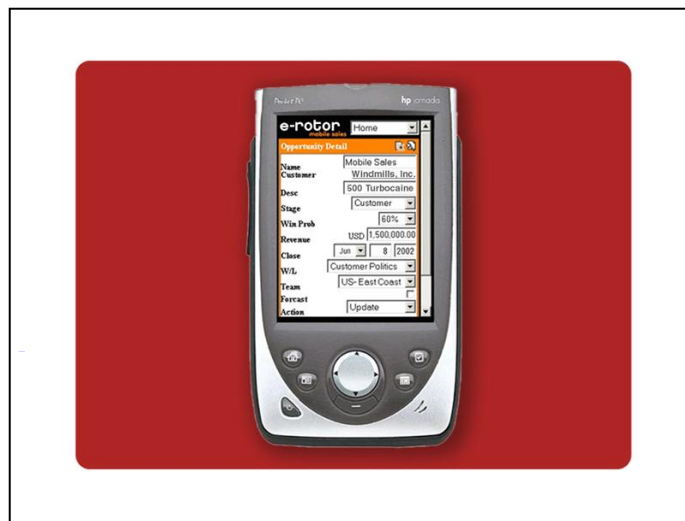 Pocket PC hp jornada
e-rotor Home
mobile sales
Opportunity Detail
Name Mobile Sales
Customer Windmills, Inc.
Desc 500 Turbocaine
Stage Customer
Win Prob 60%
Revenue USD 1,500,000.00
Close Jun 8 2002
W/L Customer Politics
Team US-East Coast
Forcast
Action Update